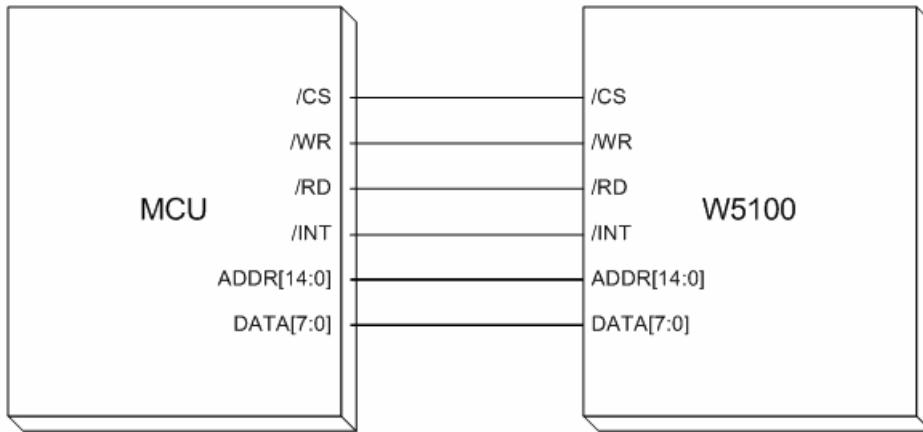 /CS
/WR
/RD
MCU
/INT
ADDR[14:0]
DATA[7:0]
/CS
/WR
/RD
W5100
/INT
ADDR[14:0]
DATA[7:0]